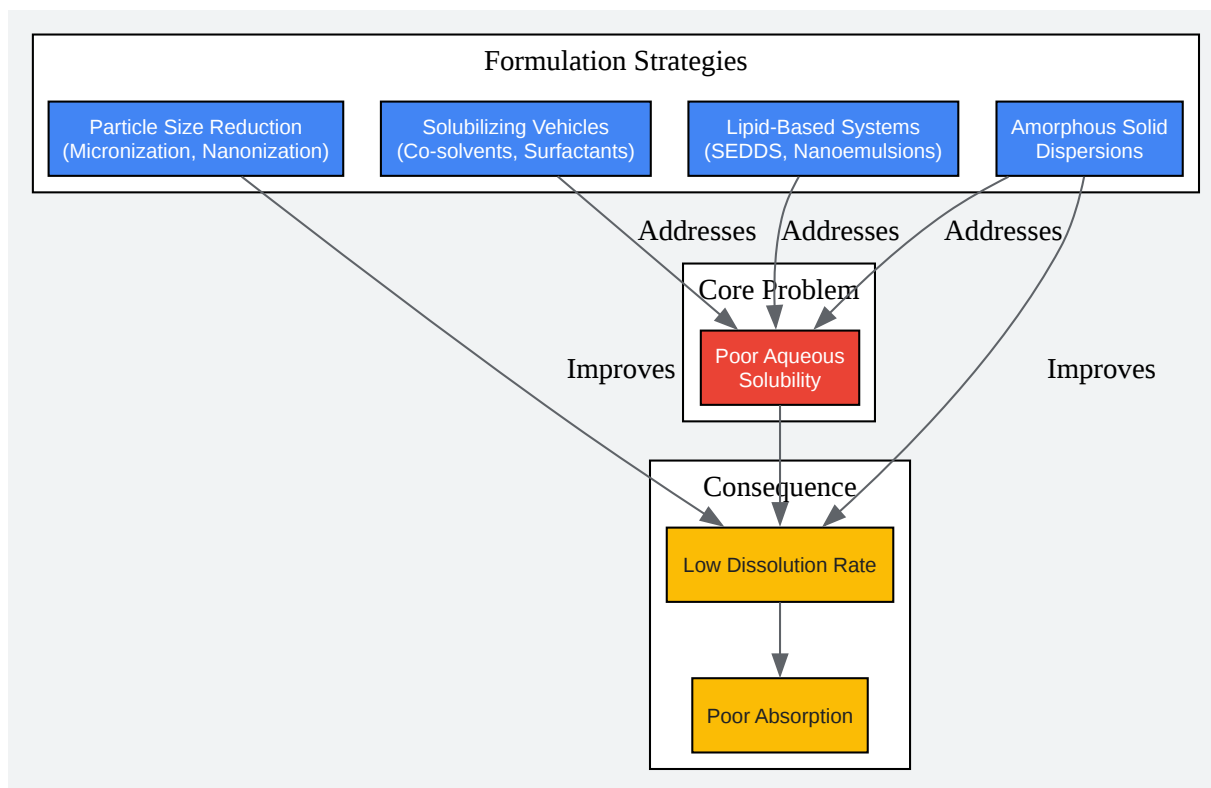 Formulation Strategies
Particle Size Reduction
(Micronization, Nanonization)
Solubilizing Vehicles
(Co-solvents, Surfactants)
Lipid-Based Systems
(SEDDS, Nanoemulsions)
Amorphous Solid
Dispersions
Addresses
Addresses
Addresses
Core Problem
Poor Aqueous
Solubility
Improves
Improves
Consequence
Low Dissolution Rate
Poor Absorption